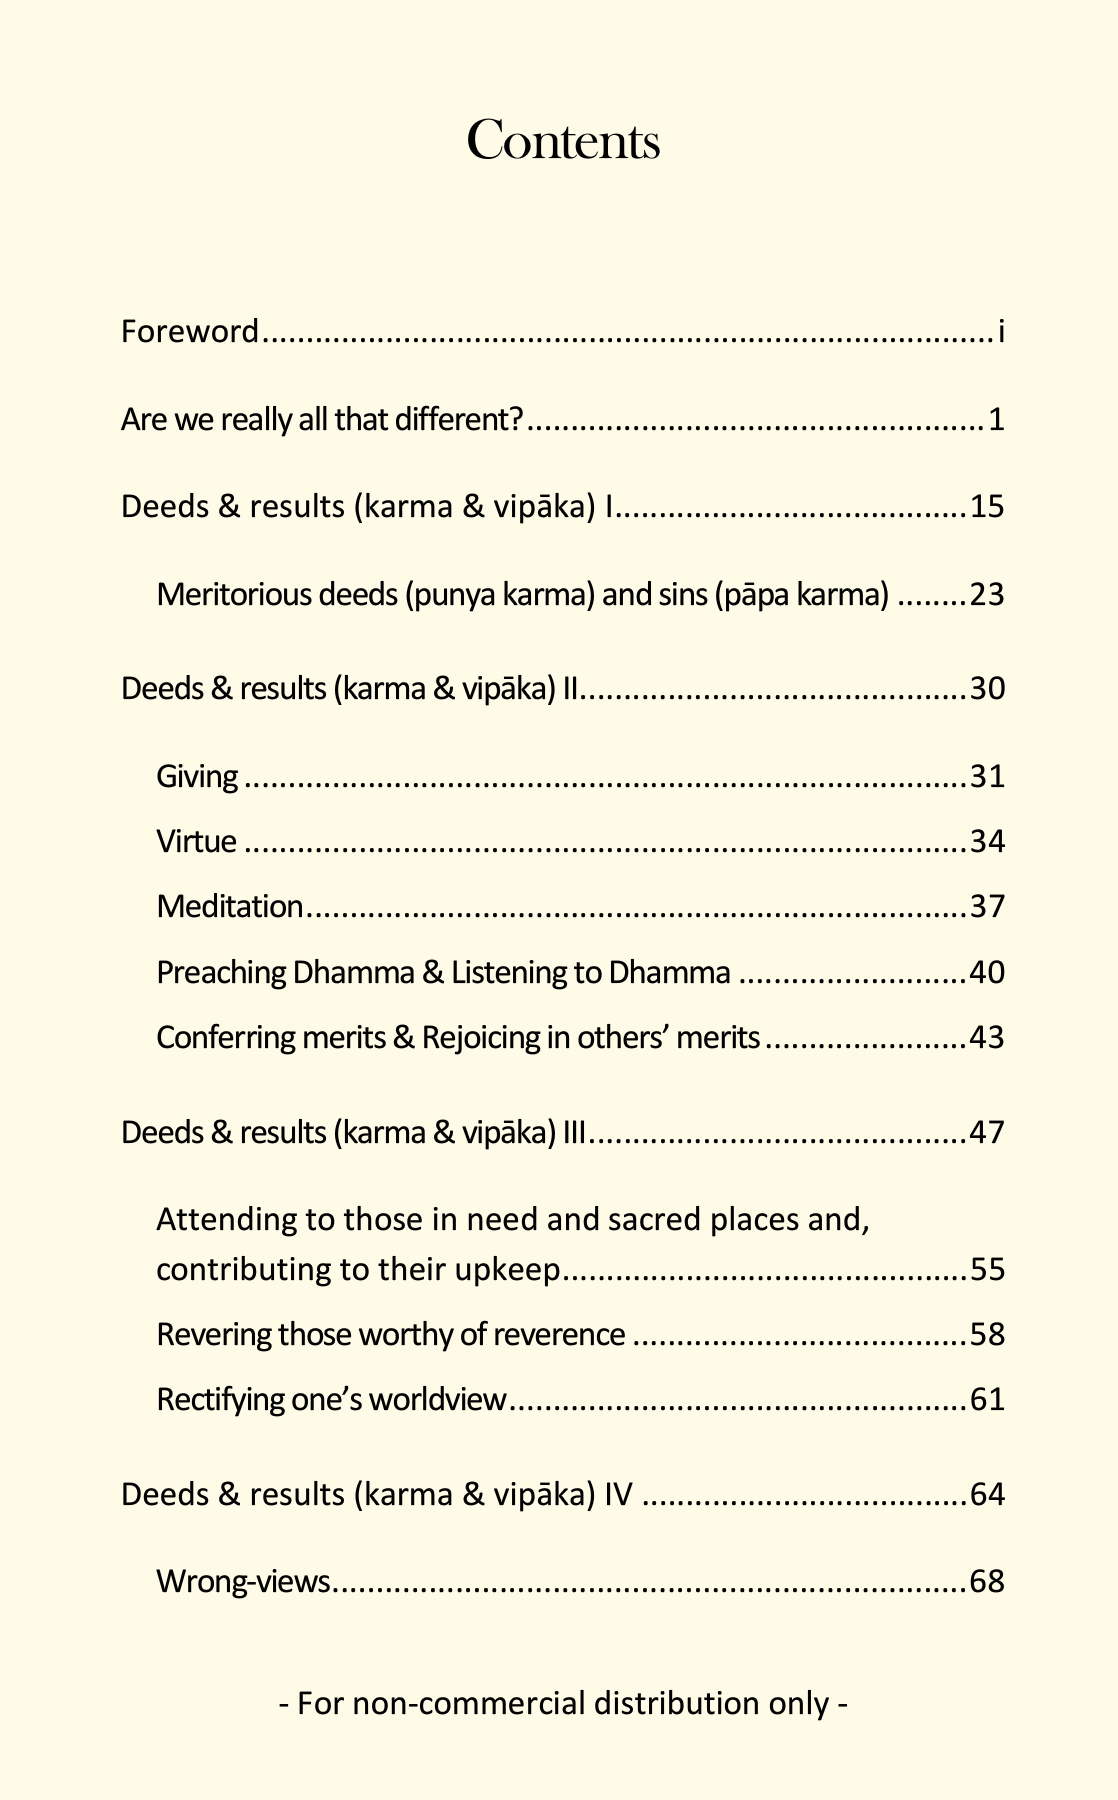 Contents
Foreword..................................................................................i
Are we really all that different?....................................................1
Deeds & results (karma & vipāka) I........................................15
Meritorious deeds (punya karma) and sins (pāpa karma) ........23
Deeds & results (karma & vipāka) II............................................30
Giving ..................................................................................31
Virtue ..................................................................................34
Meditation...........................................................................37
Preaching Dhamma & Listening to Dhamma ..........................40
Conferring merits & Rejoicing in others’ merits.......................43
Deeds & results (karma & vipāka) III...........................................47
Attending to those in need and sacred places and,
contributing to their upkeep..............................................55
Revering those worthy of reverence ......................................58
Rectifying one’s worldview....................................................61
Deeds & results (karma & vipāka) IV .....................................64
Wrong-views........................................................................68
- For non-commercial distribution only -